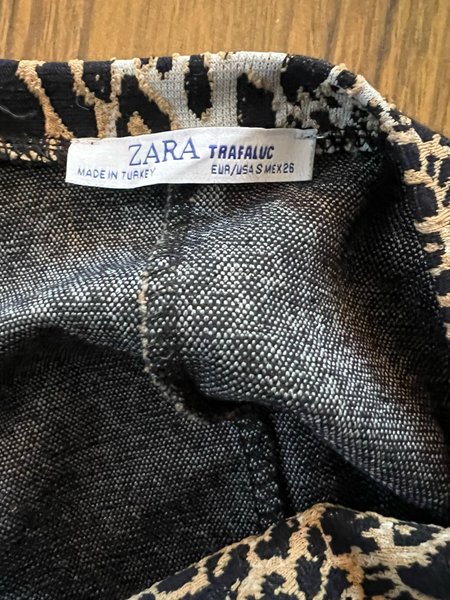 ZARA TRAFALUC
MADE IN TURKEY EUR/USA S MEX 26